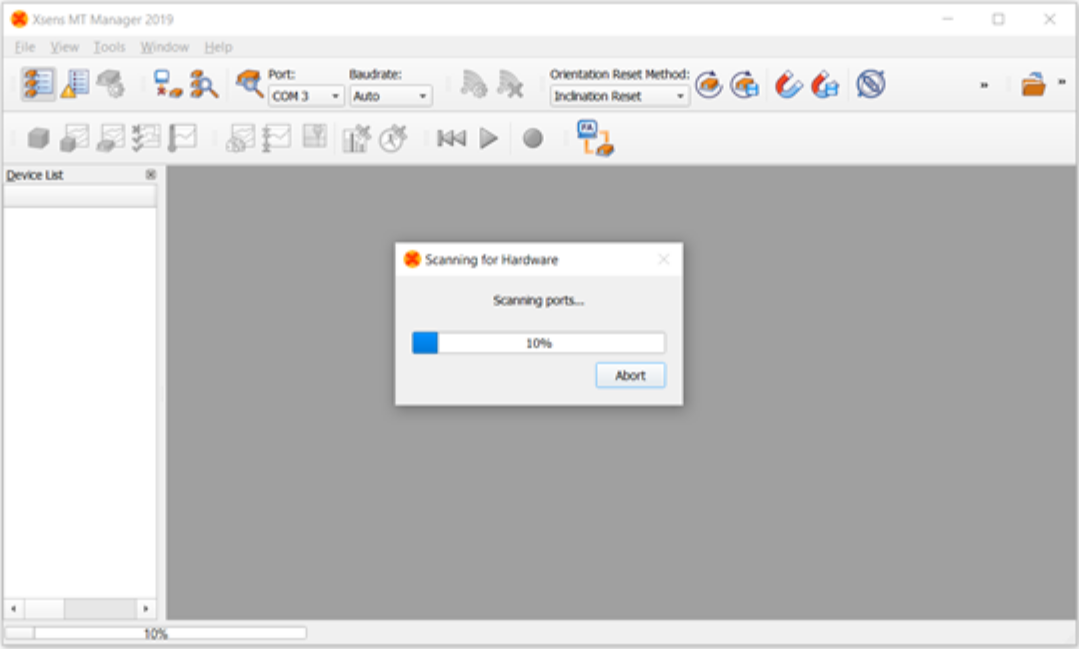 Xsens MT Manager 2019
File View Tools Window Help
Port: Baudrate: Orientation Reset Method:
COM 3 Auto Inclination Reset
»
»
FA
Device List
Scanning for Hardware
Scanning ports...
10%
Abort
10%